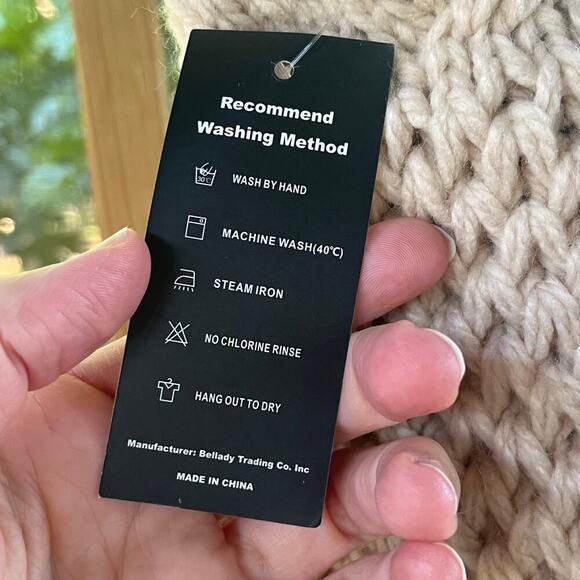 Recommend
Washing Method
30°C
WASH BY HAND
MACHINE WASH(40℃)
STEAM IRON
NO CHLORINE RINSE
HANG OUT TO DRY
Manufacturer: Bellady Trading Co. Inc
MADE IN CHINA